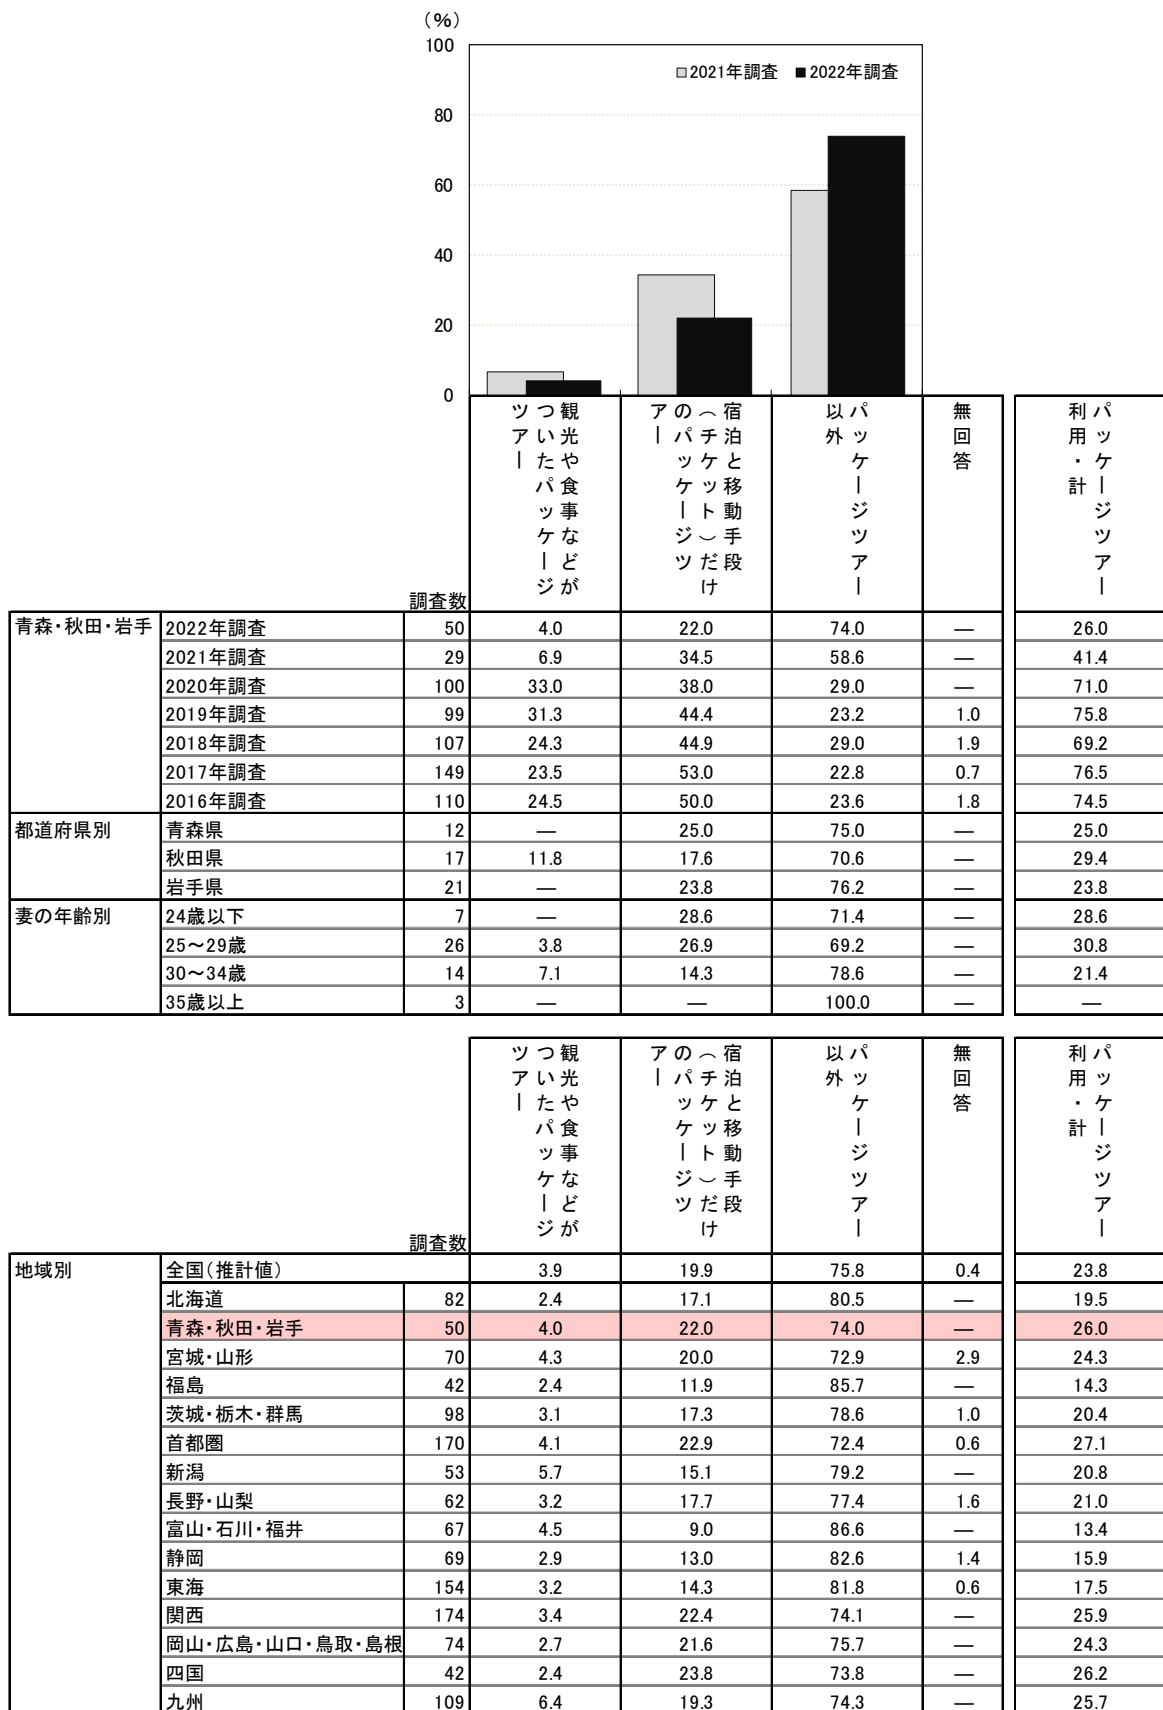 (%)
100
80
60
40
20
0
□2021年調査 ■2022年調査
調査数
観光や食事などがついたパッケージツアー
宿泊と移動手段(チケット)だけのパッケージツアー
パッケージツアー以外
無回答
パッケージツアー利用・計
青森・秋田・岩手 2022年調査 50 4.0 22.0 74.0 — 26.0
2021年調査 29 6.9 34.5 58.6 — 41.4
2020年調査 100 33.0 38.0 29.0 — 71.0
2019年調査 99 31.3 44.4 23.2 1.0 75.8
2018年調査 107 24.3 44.9 29.0 1.9 69.2
2017年調査 149 23.5 53.0 22.8 0.7 76.5
2016年調査 110 24.5 50.0 23.6 1.8 74.5
都道府県別 青森県 12 — 25.0 75.0 — 25.0
秋田県 17 11.8 17.6 70.6 — 29.4
岩手県 21 — 23.8 76.2 — 23.8
妻の年齢別 24歳以下 7 — 28.6 71.4 — 28.6
25～29歳 26 3.8 26.9 69.2 — 30.8
30～34歳 14 7.1 14.3 78.6 — 21.4
35歳以上 3 — — 100.0 — —
調査数
観光や食事などがついたパッケージツアー
宿泊と移動手段(チケット)だけのパッケージツアー
パッケージツアー以外
無回答
パッケージツアー利用・計
地域別 全国(推計値) 3.9 19.9 75.8 0.4 23.8
北海道 82 2.4 17.1 80.5 — 19.5
青森・秋田・岩手 50 4.0 22.0 74.0 — 26.0
宮城・山形 70 4.3 20.0 72.9 2.9 24.3
福島 42 2.4 11.9 85.7 — 14.3
茨城・栃木・群馬 98 3.1 17.3 78.6 1.0 20.4
首都圏 170 4.1 22.9 72.4 0.6 27.1
新潟 53 5.7 15.1 79.2 — 20.8
長野・山梨 62 3.2 17.7 77.4 1.6 21.0
富山・石川・福井 67 4.5 9.0 86.6 — 13.4
静岡 69 2.9 13.0 82.6 1.4 15.9
東海 154 3.2 14.3 81.8 0.6 17.5
関西 174 3.4 22.4 74.1 — 25.9
岡山・広島・山口・鳥取・島根 74 2.7 21.6 75.7 — 24.3
四国 42 2.4 23.8 73.8 — 26.2
九州 109 6.4 19.3 74.3 — 25.7